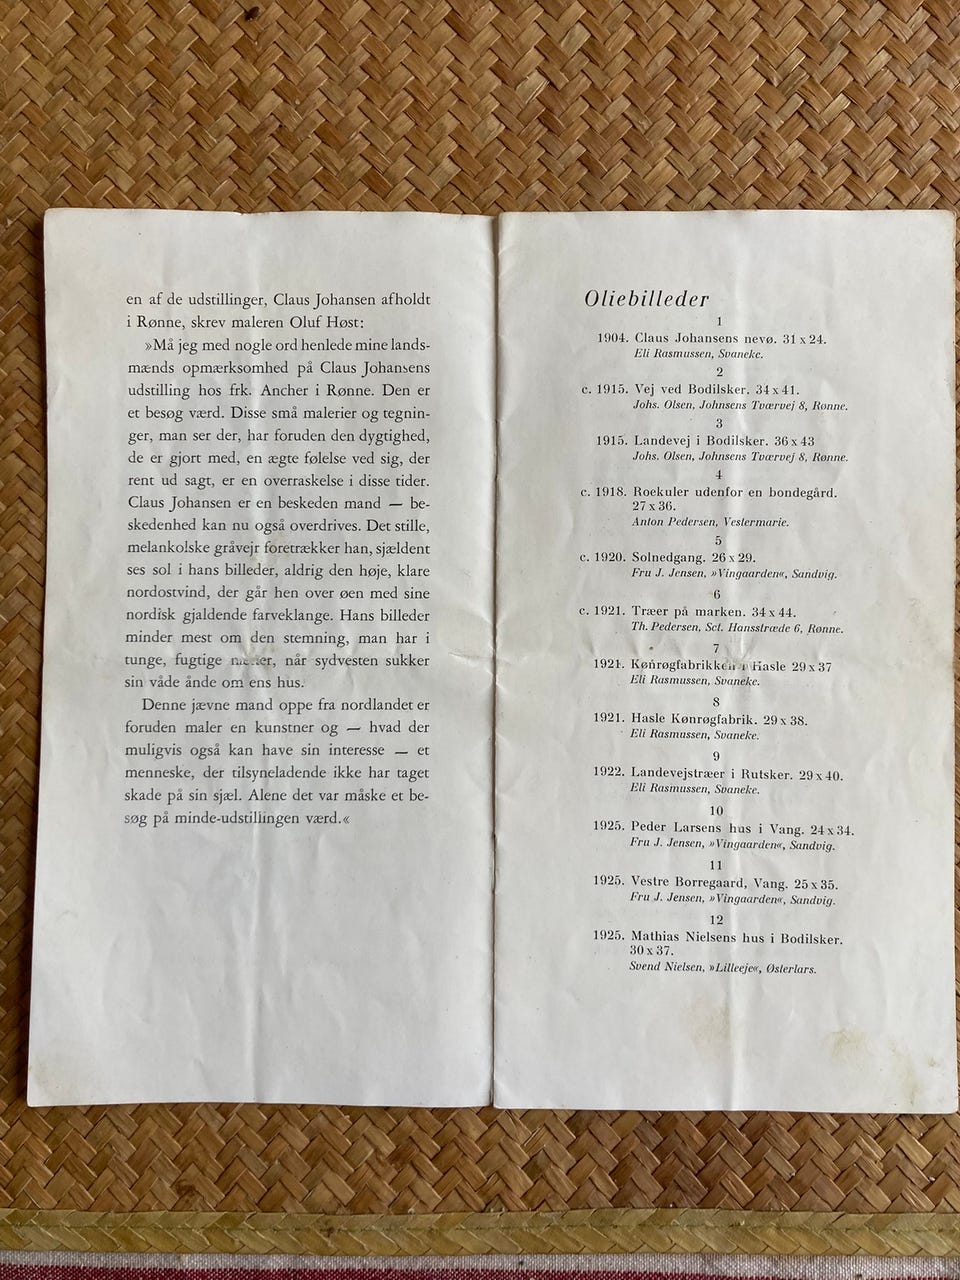 en af de udstillinger, Claus Johansen afholdt
i Rønne, skrev maleren Oluf Høst:
»Må jeg med nogle ord henlede mine lands-
mænds opmærksomhed på Claus Johansens
udstilling hos frk. Ancher i Rønne. Den er
et besøg værd. Disse små malerier og tegnin-
ger, man ser der, har foruden den dygtighed,
de er gjort med, en ægte følelse ved sig, der
rent ud sagt, er en overraskelse i disse tider.
Claus Johansen er en beskeden mand — be-
skedenhed kan nu også overdrives. Det stille,
melankolske gråvejr foretrækker han, sjældent
ses sol i hans billeder, aldrig den høje, klare
nordostvind, der går hen over øen med sine
nordisk gjaldende farveklange. Hans billeder
minder mest om den stemning, man har i
tunge, fugtige når sydvesten sukker
sin våde ånde om ens hus.
Denne jævne mand oppe fra nordlandet er
foruden maler en kunstner og — hvad der
muligvis også kan have sin interesse — et
menneske, der tilsyneladende ikke har taget
skade på sin sjæl. Alene det var måske et be-
søg på minde-udstillingen værd.«
Oliebilleder
1
1904. Claus Johansens nevø. 31 x 24.
Eli Rasmussen, Svaneke.
2
c. 1915. Vej ved Bodilsker. 34 x 41.
Johs. Olsen, Johnsens Tværvej 8, Rønne.
3
1915. Landevej i Bodilsker. 36 x 43
Johs. Olsen, Johnsens Tværvej 8, Rønne.
4
c. 1918. Roekuler udenfor en bondegård.
27 x 36.
Anton Pedersen, Vestermarie.
5
c. 1920. Solnedgang. 26 x 29.
Fru J. Jensen, »Vingaarden«, Sandvig.
6
c. 1921. Træer på marken. 34 x 44.
Th. Pedersen, Sct. Hansstræde 6, Rønne.
7
1921. Kønrøgfabrikken i Hasle 29 x 37
Eli Rasmussen, Svaneke.
8
1921. Hasle Kønrøgfabrik. 29 x 38.
Eli Rasmussen, Svaneke.
9
1922. Landevejstræer i Rutsker. 29 x 40.
Eli Rasmussen, Svaneke.
10
1925. Peder Larsens hus i Vang. 24 x 34.
Fru J. Jensen, »Vingaarden«, Sandvig.
11
1925. Vestre Borregaard, Vang. 25 x 35.
Fru J. Jensen, »Vingaarden«, Sandvig.
12
1925. Mathias Nielsens hus i Bodilsker.
30 x 37.
Svend Nielsen, »Lilleeje«, Østerlars.